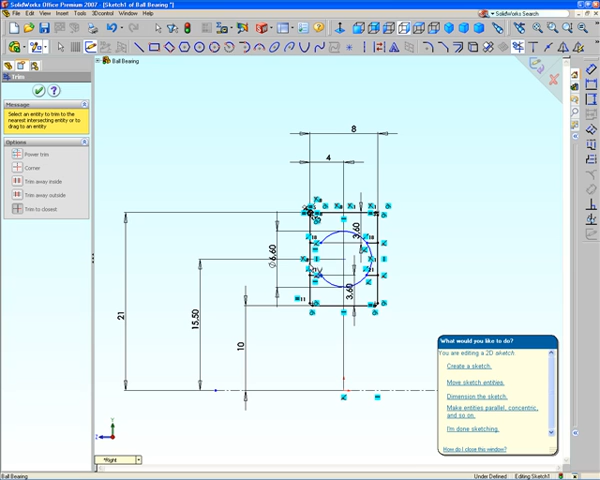 SolidWorks Office Premium 2007 - [Sketch1 of Ball Bearing *]
File Edit View Insert Tools 3Dcontrol Window Help
SolidWorks Search
Trim
Message
Select an entity to trim to the
nearest intersecting entity or to
drag to an entity
Options
Power trim
Corner
Trim away inside
Trim away outside
Trim to closest
Ball Bearing
8
4
3.60
Ø6.60
3.60
21
15.50
10
What would you like to do?
You are editing a 2D sketch
Create a sketch.
Move sketch entities.
Dimension the sketch.
Make entities parallel, concentric,
and so on.
I'm done sketching.
How do I close this window?
*Right
Ball Bearing
Under Defined
Editing Sketch1